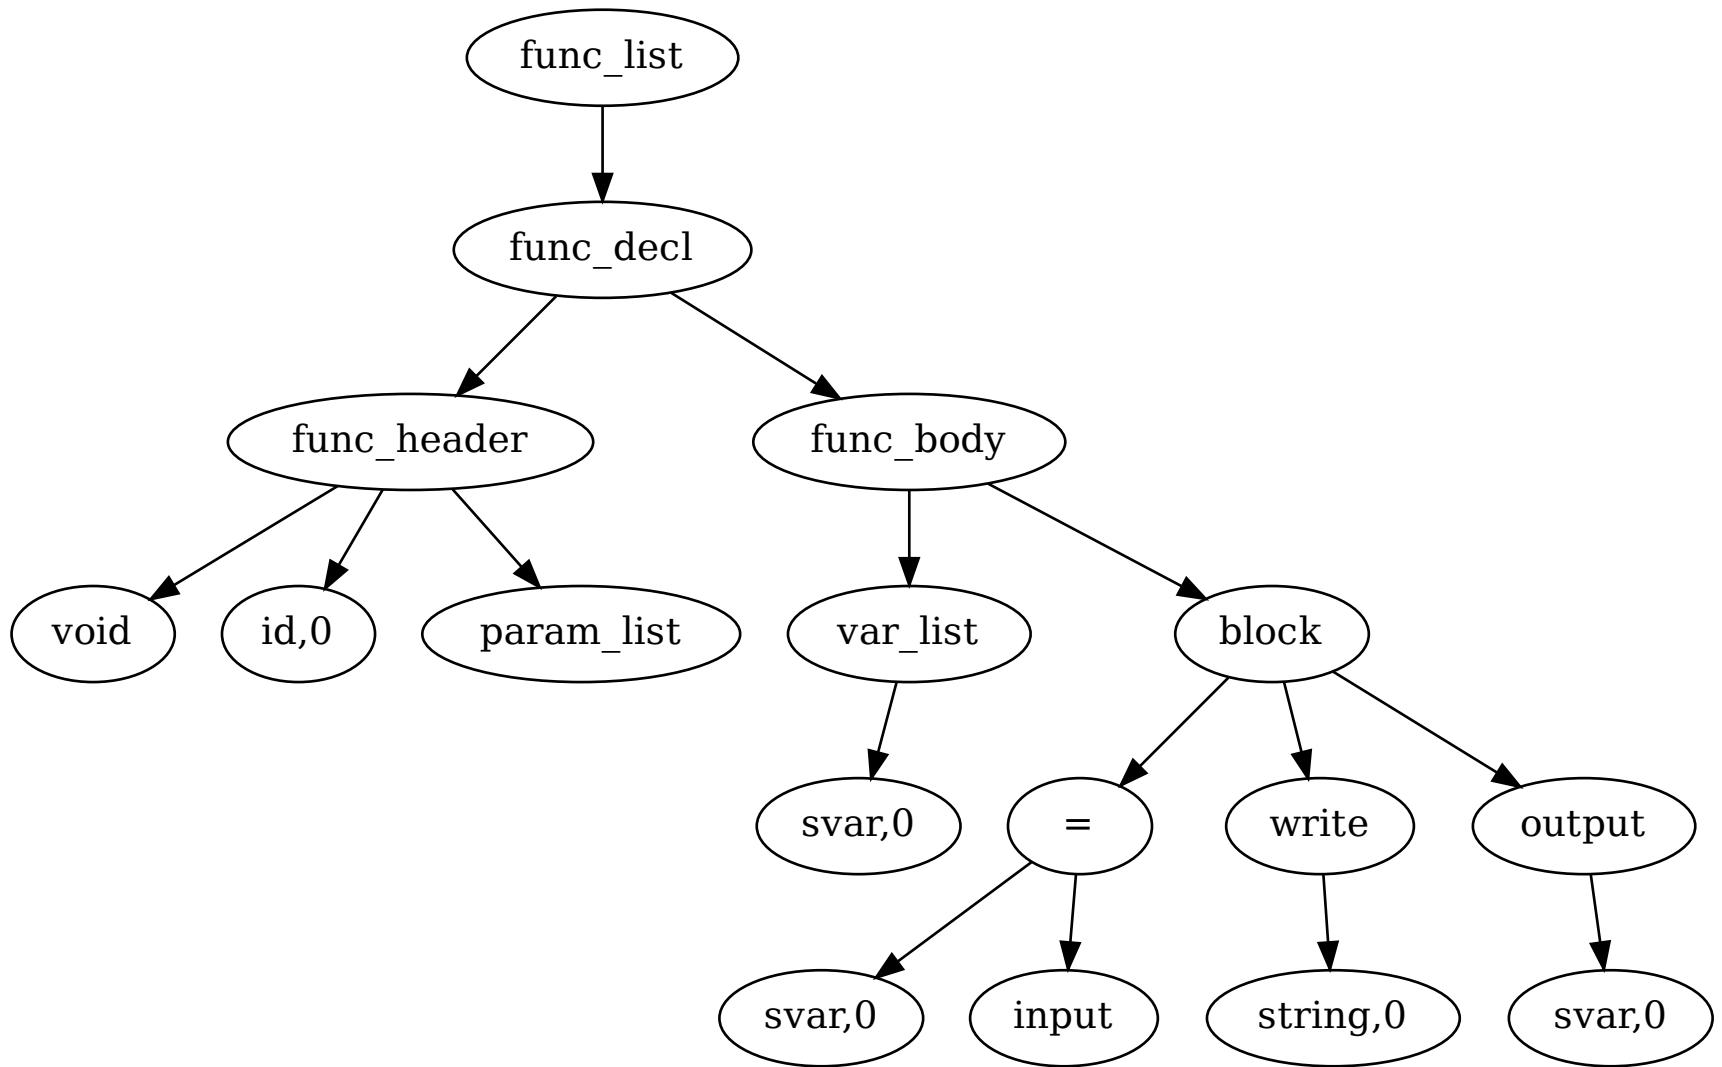 func_list
func_decl
func_header
func_body
void
id,0
param_list
var_list
block
svar,0
=
write
output
svar,0
input
string,0
svar,0